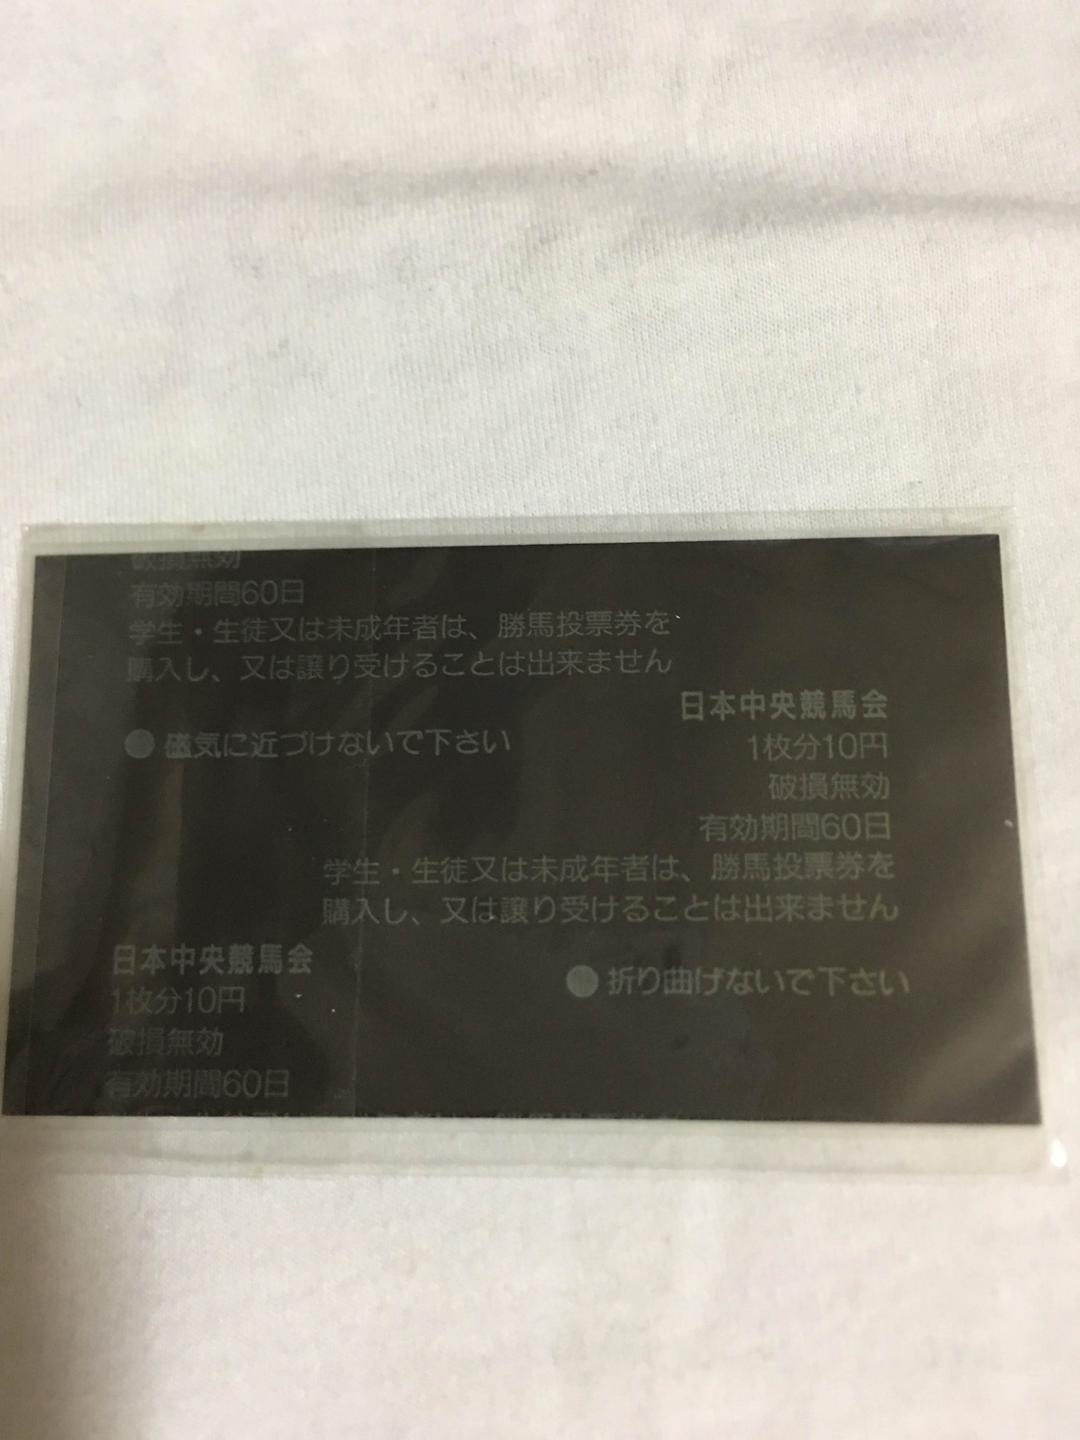 破損無効
有効期間60日
学生・生徒又は未成年者は、勝馬投票券を
購入し、又は譲り受けることは出来ません
日本中央競馬会
● 磁気に近づけないで下さい
1枚分10円
破損無効
有効期間60日
学生・生徒又は未成年者は、勝馬投票券を
購入し、又は譲り受けることは出来ません
日本中央競馬会
● 折り曲げないで下さい
1枚分10円
破損無効
有効期間60日